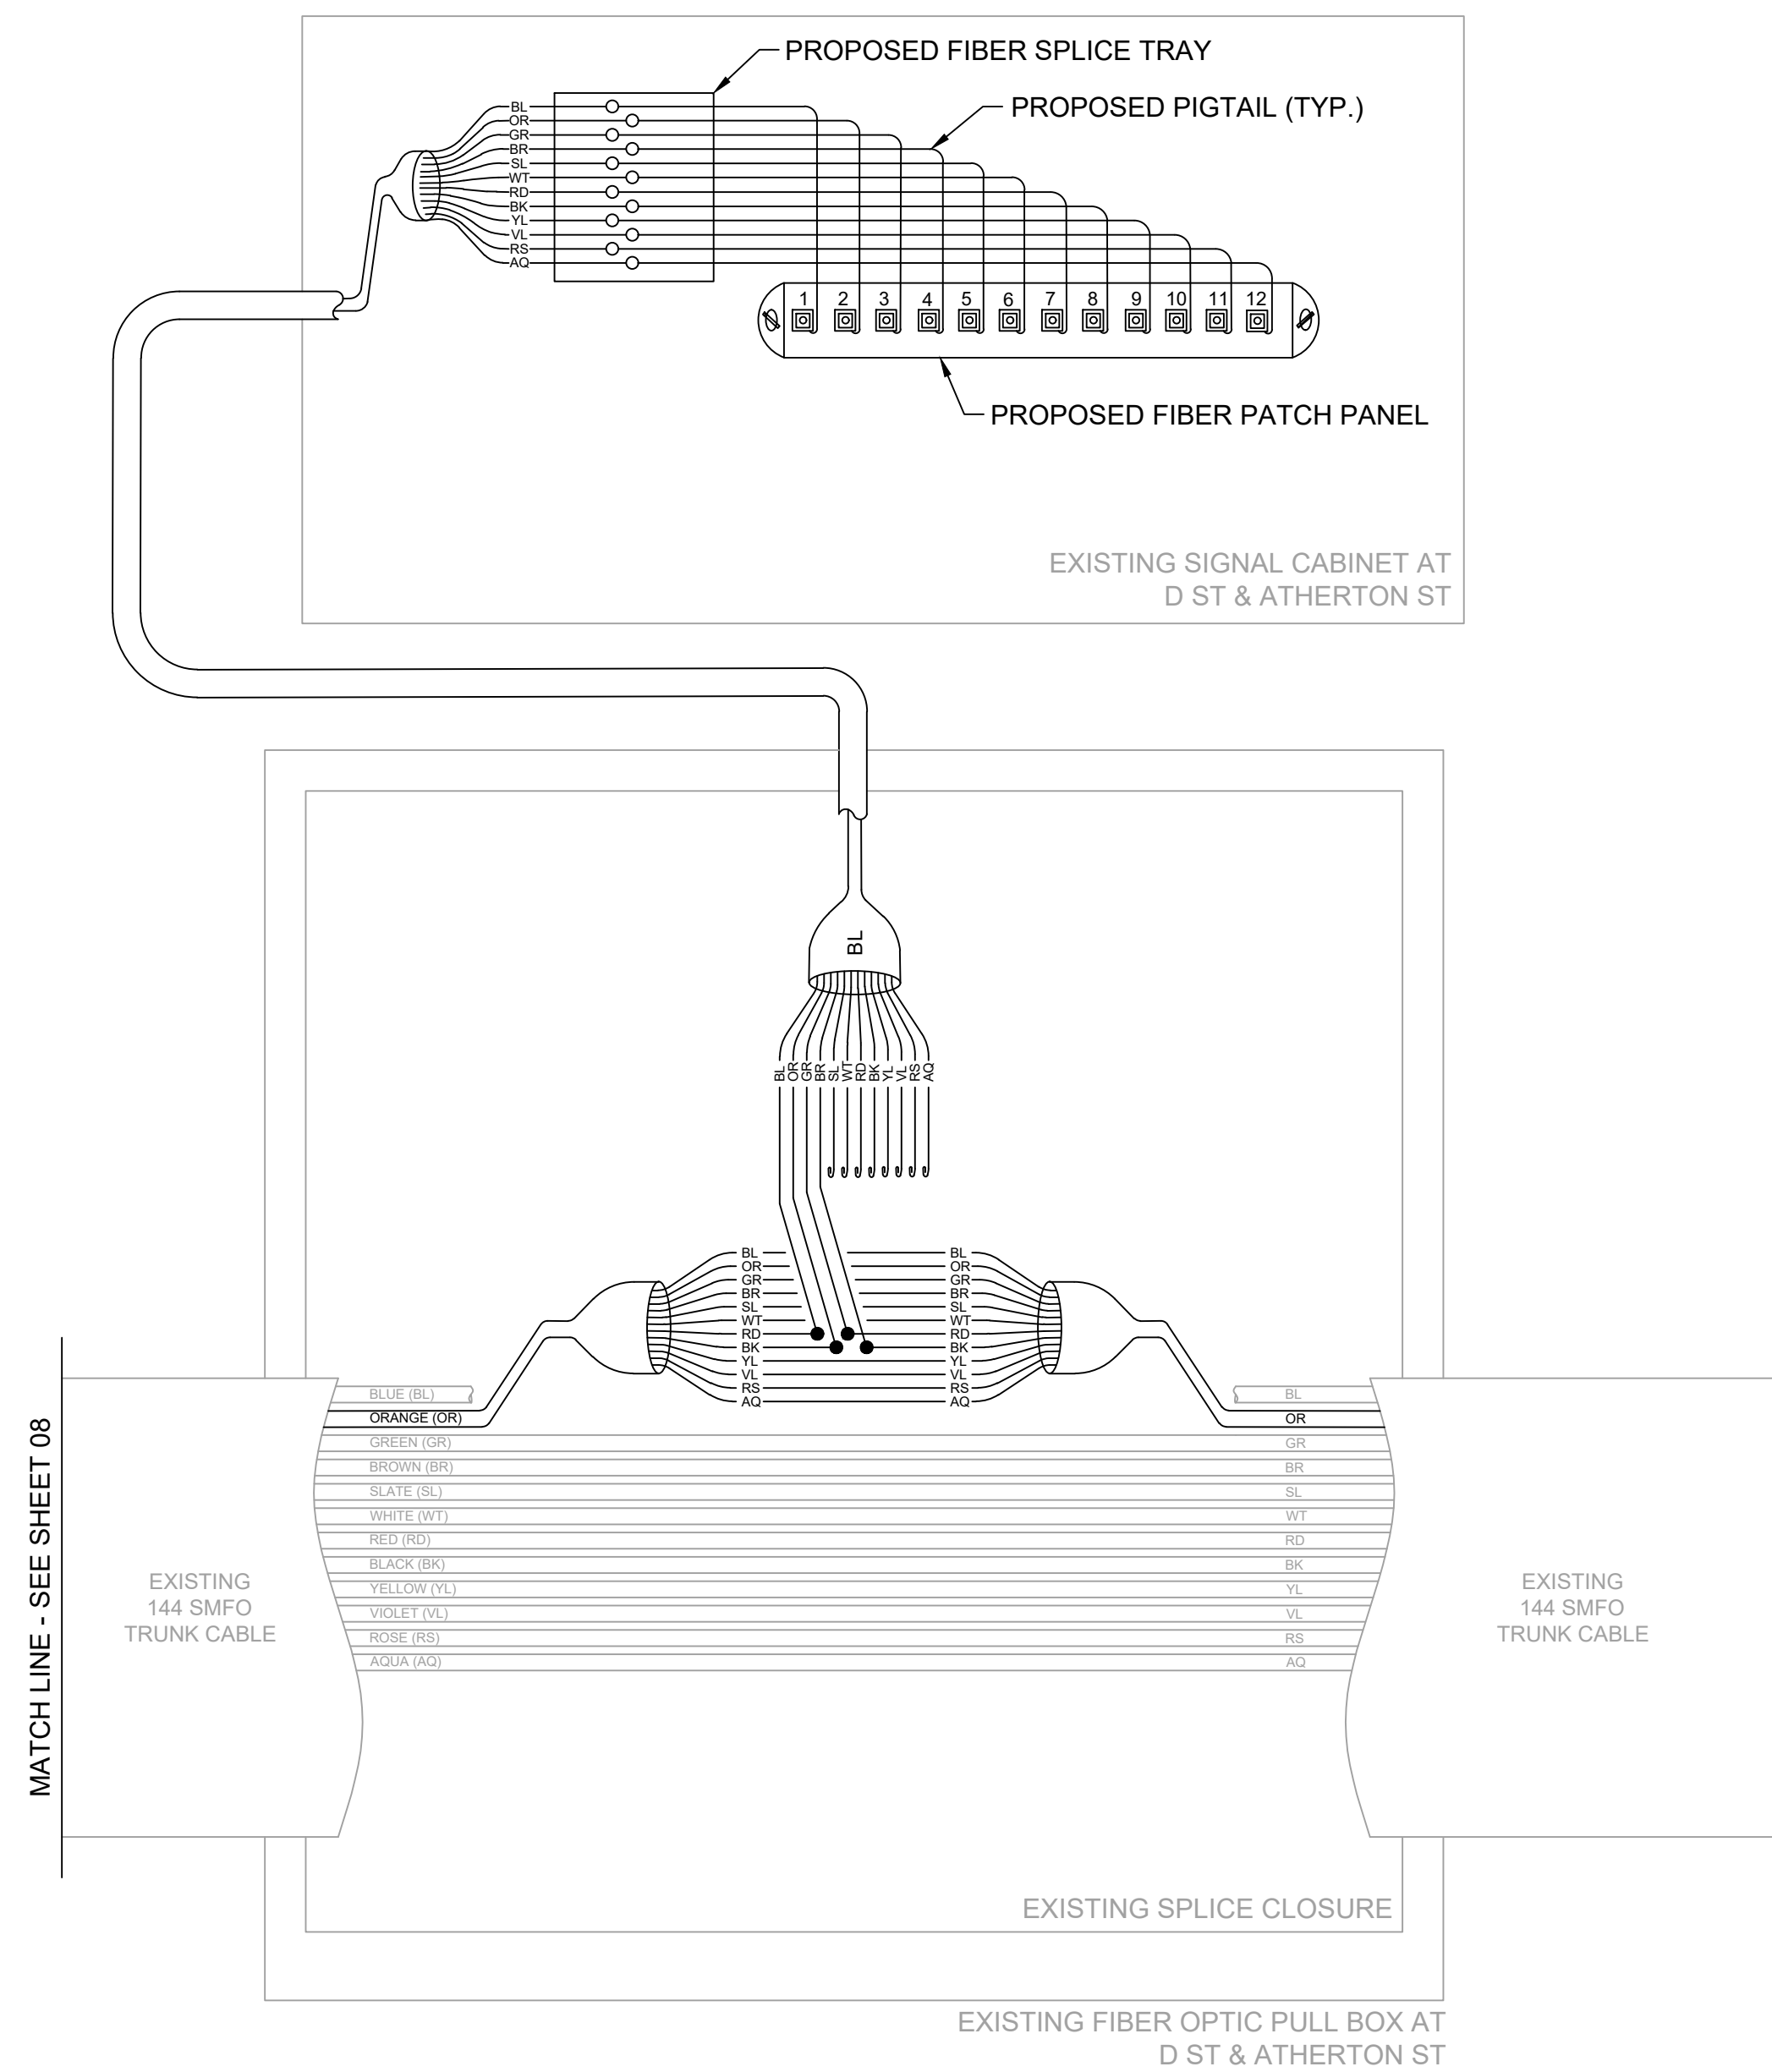 PROPOSED FIBER SPLICE TRAY
PROPOSED PIGTAIL (TYP.)
BL
OR
GR
BR
SL
WT
RD
BK
YL
VL
RS
AQ
1 2 3 4 5 6 7 8 9 10 11 12
PROPOSED FIBER PATCH PANEL
EXISTING SIGNAL CABINET AT
D ST & ATHERTON ST
BL
BL OR GR BR SL WT RD BK YL VL RS AQ
BL BL
OR OR
GR GR
BR BR
SL SL
WT WT
RD RD
BK BK
YL YL
VL VL
RS RS
AQ AQ
BLUE (BL) BL
ORANGE (OR) OR
GREEN (GR) GR
BROWN (BR) BR
SLATE (SL) SL
WHITE (WT) WT
RED (RD) RD
BLACK (BK) BK
YELLOW (YL) YL
VIOLET (VL) VL
ROSE (RS) RS
AQUA (AQ) AQ
MATCH LINE - SEE SHEET 08
EXISTING
144 SMFO
TRUNK CABLE
EXISTING
144 SMFO
TRUNK CABLE
EXISTING SPLICE CLOSURE
EXISTING FIBER OPTIC PULL BOX AT
D ST & ATHERTON ST